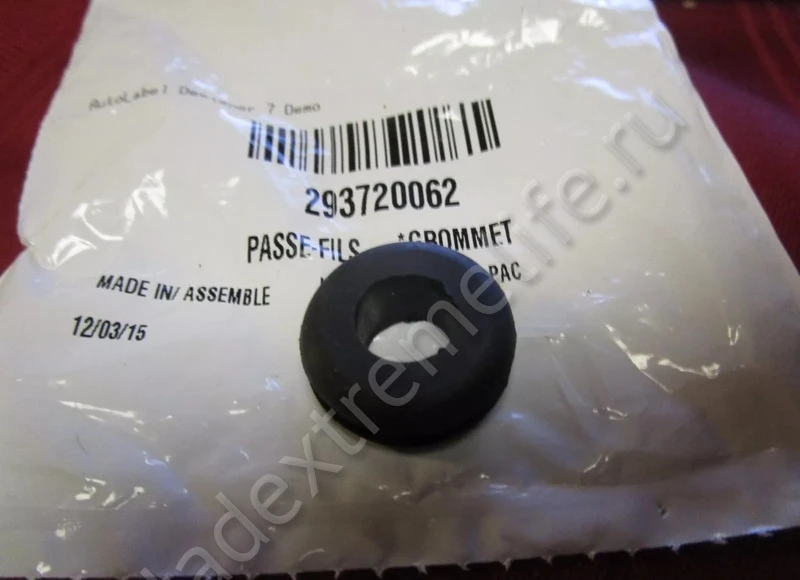 AutoLabel Designer 7 Demo
293720062
PASSE-FILS *GROMMET
PAC
MADE IN/ ASSEMBLE
12/03/15
ladextremelife.ru